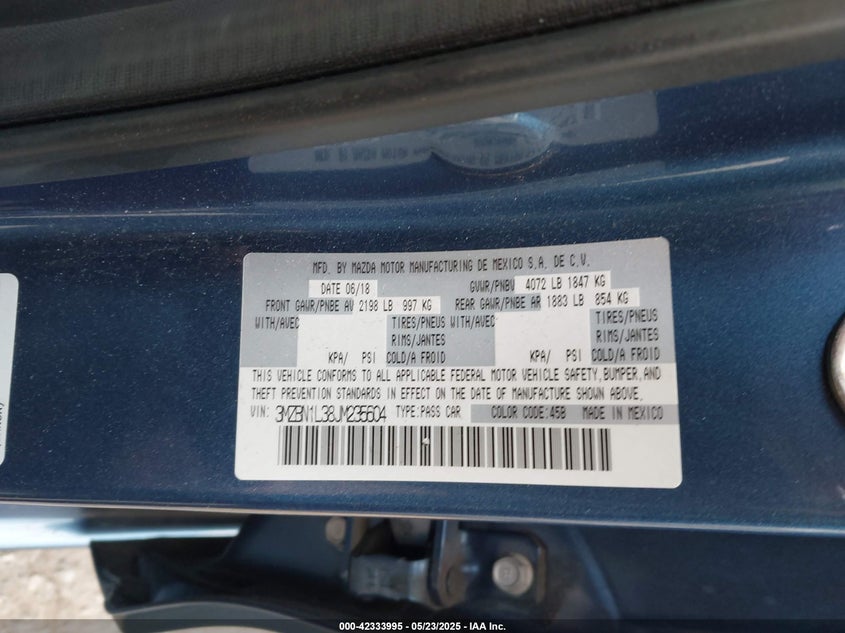 MFD. BY MAZDA MOTOR MANUFACTURING DE MEXICO S.A. DE C.V.
DATE 06/18 GVWR/PNBV 4072 LB 1847 KG
FRONT GAWR/PNBE AV 2198 LB 997 KG REAR GAWR/PNBE AR 1883 LB 854 KG
WITH/AVEC TIRES/PNEUS WITH/AVEC TIRES/PNEUS
RIMS/JANTES RIMS/JANTES
KPA/ PSI COLD/A FROID KPA/ PSI COLD/A FROID
THIS VEHICLE CONFORMS TO ALL APPLICABLE FEDERAL MOTOR VEHICLE SAFETY, BUMPER, AND
THEFT PREVENTION STANDARDS IN EFFECT ON THE DATE OF MANUFACTURE SHOWN ABOVE.
VIN: 3MZBN1L38JM235604 TYPE: PASS CAR COLOR CODE: 45B MADE IN MEXICO
000-42333995 - 05/23/2025 - IAA Inc.